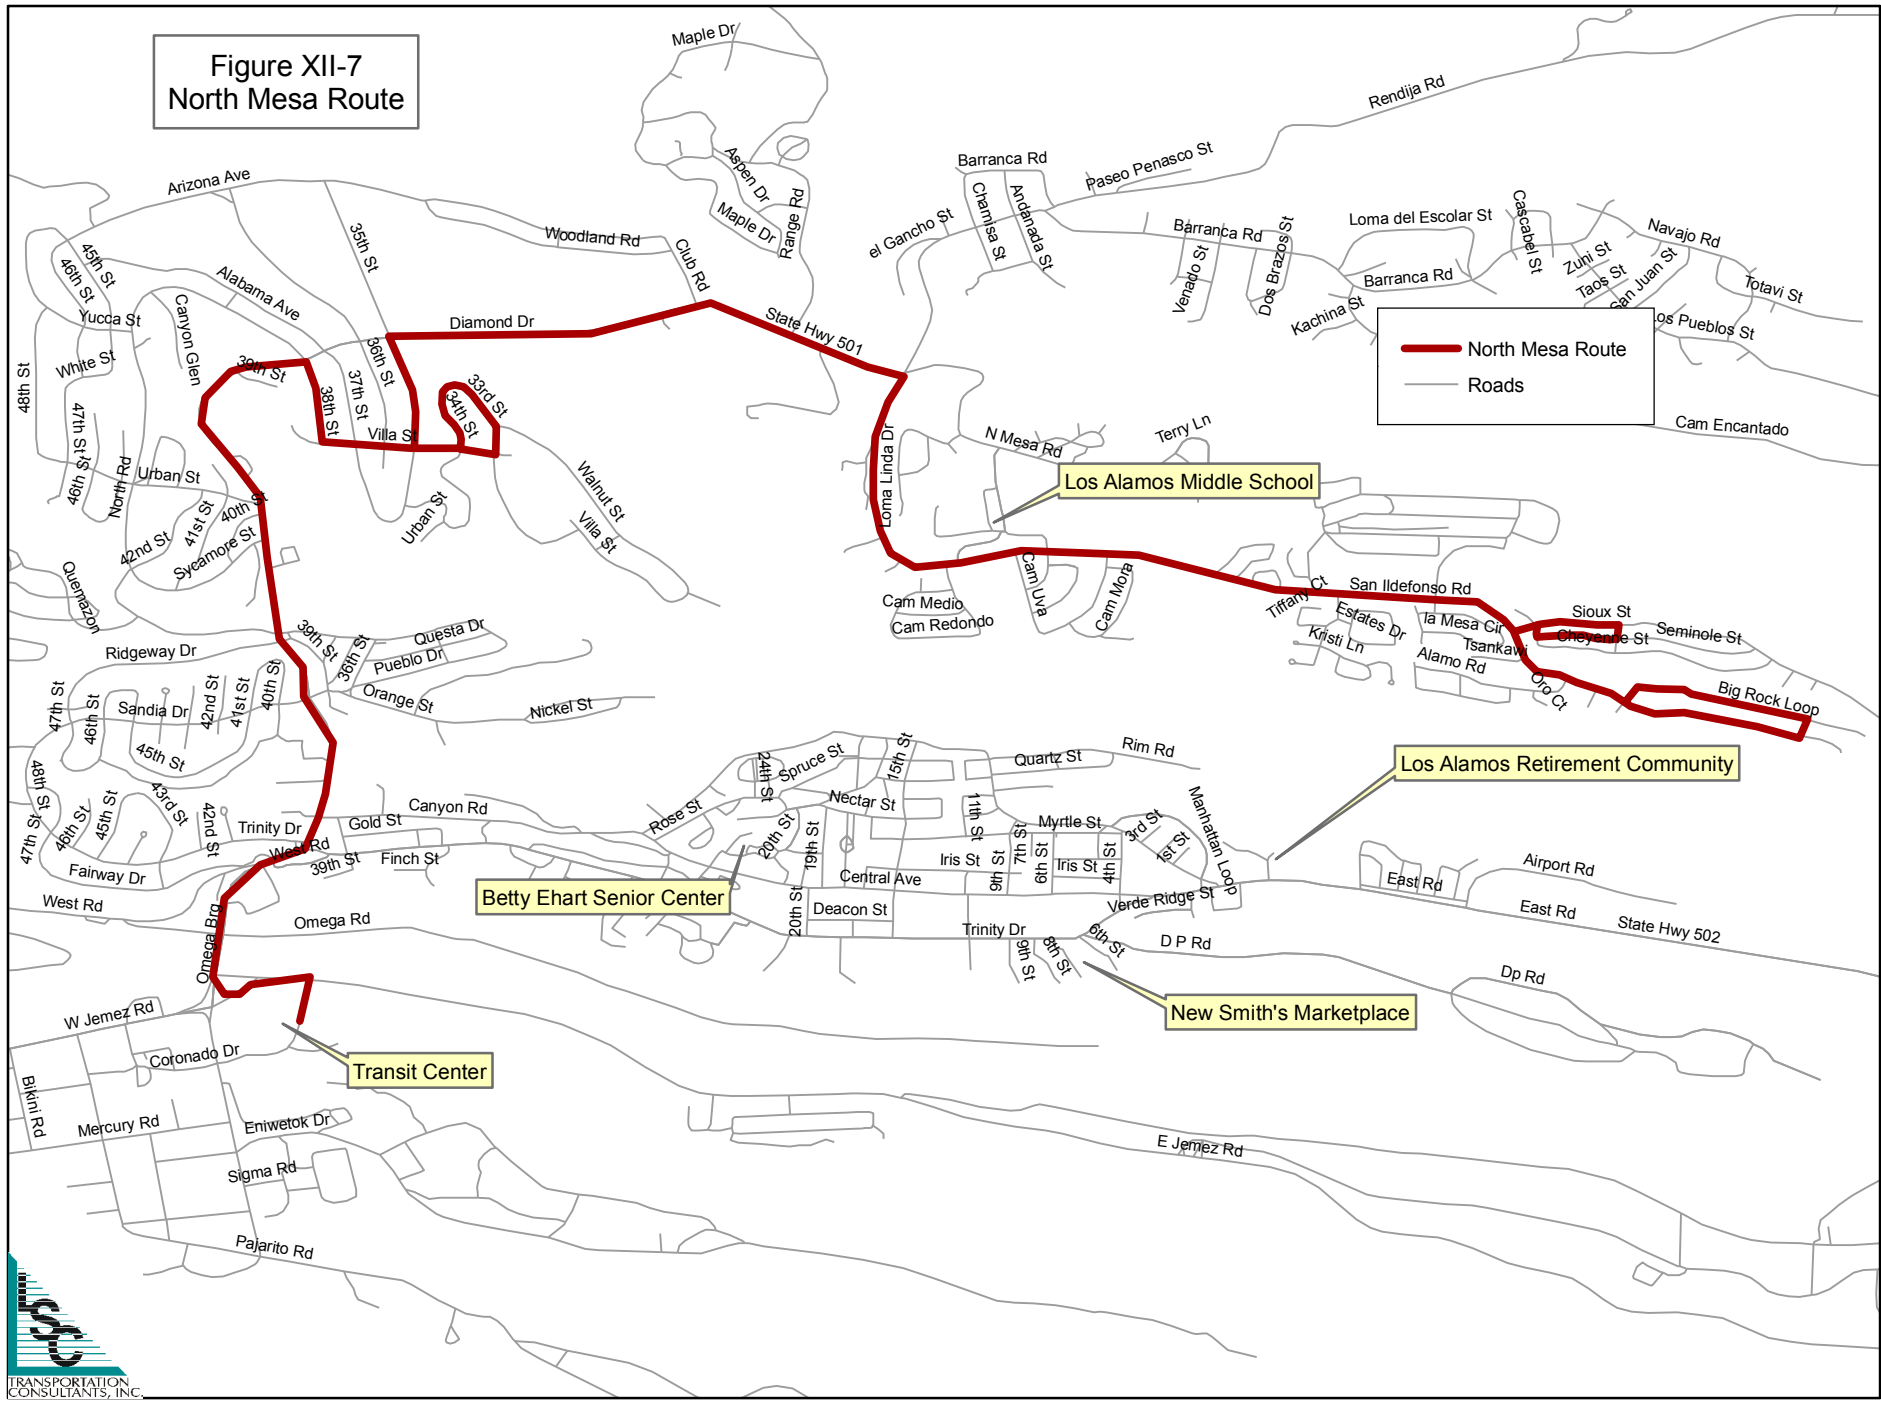 Figure XII-7
North Mesa Route
Maple Dr
Rendija Rd
Aspen Dr
Maple Dr
Range Rd
Barranca Rd
Paseo Penasco St
Chamisa St
Andanada St
el Gancho St
Arizona Ave
35th St
Woodland Rd
Club Rd
Barranca Rd
Venado St
Dos Brazos St
Loma del Escolar St
Cascabel St
Navajo Rd
Zuni St
Taos St
San Juan St
Totavi St
Barranca Rd
Kachina St
Los Pueblos St
45th St
46th St
Alabama Ave
Yucca St
Canyon Glen
White St
48th St
Diamond Dr
State Hwy 501
North Mesa Route
Roads
39th St
38th St
37th St
36th St
34th St
33rd St
Villa St
47th St
46th St
North Rd
Urban St
41st St
40th St
42nd St
Sycamore St
Urban St
Walnut St
Villa St
Loma Linda Dr
N Mesa Rd
Terry Ln
Cam Encantado
Los Alamos Middle School
Quemazon
Cam Medio
Cam Redondo
Cam Uva
Cam Mora
Tiffany Ct
San Ildefonso Rd
Estates Dr
Kristi Ln
la Mesa Cir
Tsankawi
Alamo Rd
Oro Ct
Sioux St
Cheyenne St
Seminole St
Big Rock Loop
Ridgeway Dr
39th St
36th St
Questa Dr
Pueblo Dr
Orange St
Nickel St
47th St
46th St
Sandia Dr
42nd St
41st St
40th St
45th St
48th St
47th St
46th St
45th St
43rd St
42nd St
Trinity Dr
Gold St
Canyon Rd
West Rd
39th St
Finch St
Fairway Dr
West Rd
Omega Brg
Omega Rd
Rose St
24th St
Spruce St
15th St
Nectar St
20th St
19th St
Quartz St
Rim Rd
11th St
Myrtle St
7th St
6th St
9th St
Iris St
Iris St
4th St
3rd St
1st St
Manhattan Loop
Los Alamos Retirement Community
Betty Ehart Senior Center
Central Ave
20th St
Deacon St
Trinity Dr
Verde Ridge St
9th St
8th St
6th St
D P Rd
East Rd
Airport Rd
East Rd
State Hwy 502
Dp Rd
New Smith's Marketplace
Transit Center
W Jemez Rd
Coronado Dr
Bikini Rd
Mercury Rd
Eniwetok Dr
Sigma Rd
Pajarito Rd
E Jemez Rd
LSC
TRANSPORTATION
CONSULTANTS, INC.